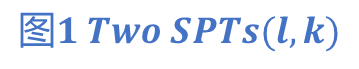 图1 Two SPTs(l, k)